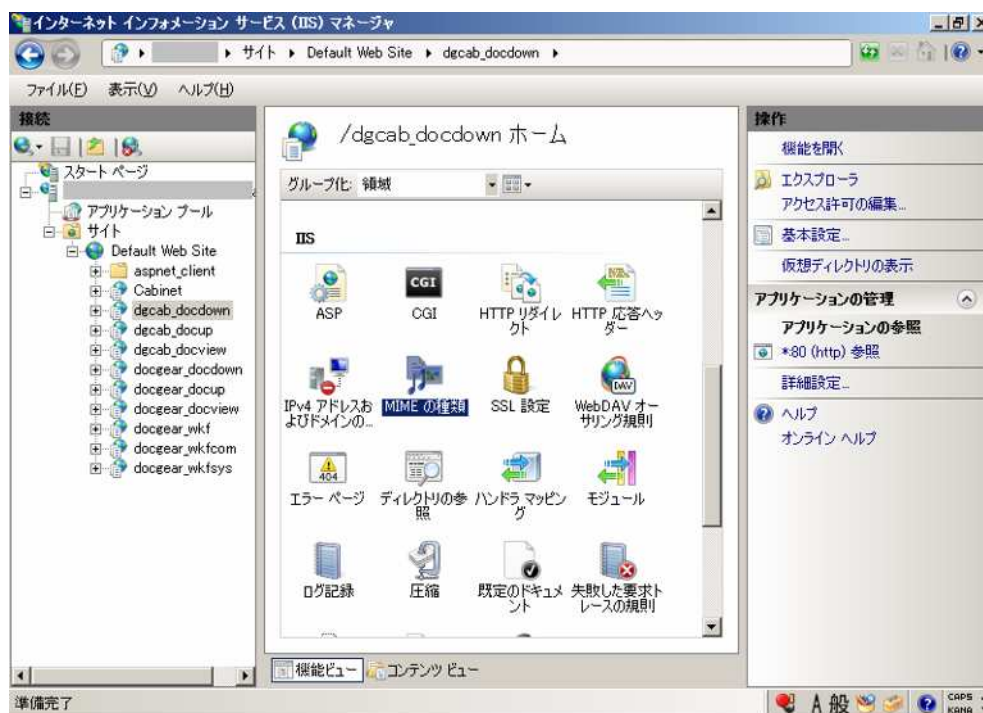 インターネット インフォメーション サービス (IIS) マネージャ
サイト
Default Web Site
dgcab_docdown
ファイル(F)
表示(V)
ヘルプ(H)
接続
スタート ページ
アプリケーション プール
サイト
Default Web Site
aspnet_client
Cabinet
dgcab_docdown
dgcab_docup
dgcab_docview
docgear_docdown
docgear_docup
docgear_docview
docgear_wkf
docgear_wkfcom
docgear_wkfsys
/dgcab_docdown ホーム
グループ化: 領域
IIS
ASP
CGI
CGI
HTTP リダイレ
クト
HTTP 応答ヘッ
ダー
IPv4 アドレスお
よびドメインの...
MIME の種類
SSL 設定
DAV
WebDAV オー
サリング規則
404
エラー ページ
ディレクトリの参
照
ハンドラ マッピン
グ
モジュール
ログ記録
圧縮
既定のドキュメ
ント
失敗した要求ト
レースの規則
機能ビュー
コンテンツ ビュー
操作
機能を開く
エクスプローラ
アクセス許可の編集...
基本設定...
仮想ディレクトリの表示
アプリケーションの管理
アプリケーションの参照
*:80 (http) 参照
詳細設定...
ヘルプ
オンライン ヘルプ
準備完了
A 般
CAPS
KANA